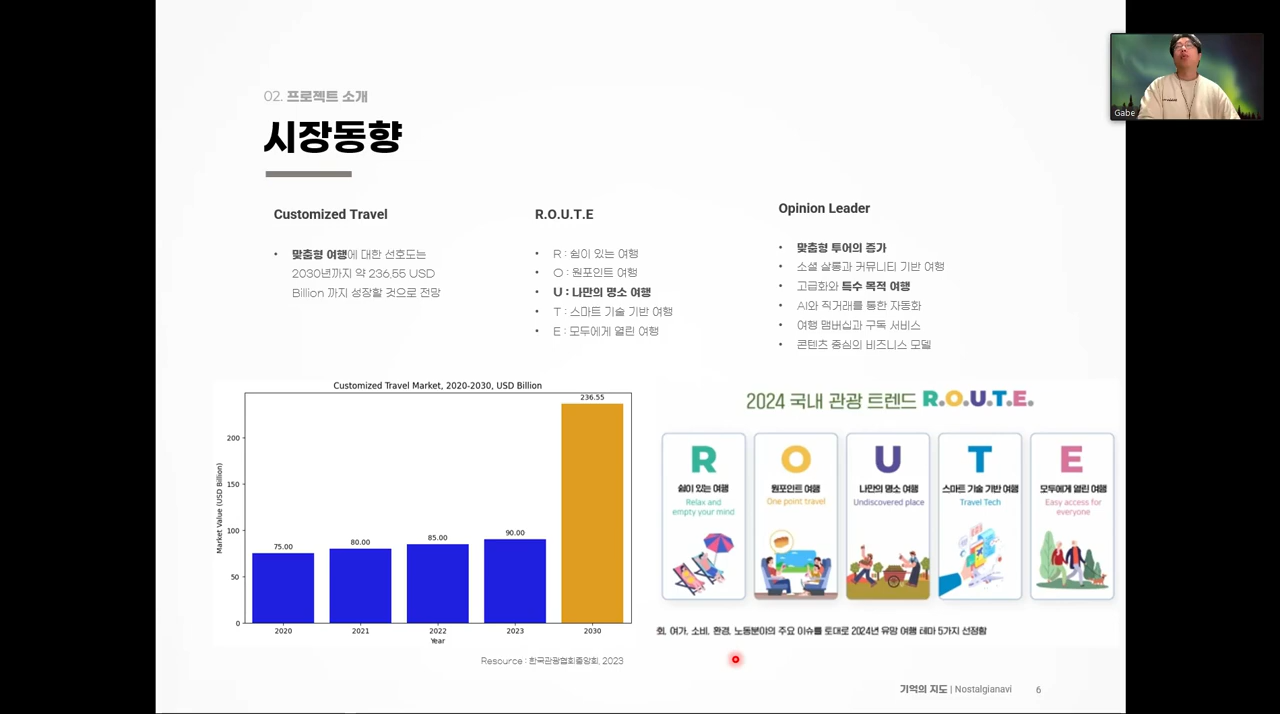 02. 프로젝트 소개
시장동향
Customized Travel
• 맞춤형 여행에 대한 선호도는
2030년까지 약 236,55 USD
Billion 까지 성장할 것으로 전망
R.O.U.T.E
• R : 쉼이 있는 여행
• O : 원포인트 여행
• U : 나만의 명소 여행
• T : 스마트 기술 기반 여행
• E : 모두에게 열린 여행
Opinion Leader
• 맞춤형 투어의 증가
• 소셜 살롱과 커뮤니티 기반 여행
• 고급화와 특수 목적 여행
• AI와 직거래를 통한 자동화
• 여행 멤버십과 구독 서비스
• 콘텐츠 중심의 비즈니스 모델
Customized Travel Market, 2020-2030, USD Billion
Market Value (USD Billion)
200
150
100
50
0
75.00
80.00
85.00
90.00
236.55
2020
2021
2022
2023
2030
Year
Resource : 한국관광협회중앙회, 2023
2024 국내 관광 트렌드 R.O.U.T.E.
R
쉼이 있는 여행
Relax and
empty your mind
O
원포인트 여행
One point travel
U
나만의 명소 여행
Undiscovered place
T
스마트 기술 기반 여행
Travel Tech
E
모두에게 열린 여행
Easy access for
everyone
회, 여가, 소비, 환경, 노동분야의 주요 이슈를 토대로 2024년 유망 여행 테마 5가지 선정함
기억의 지도 | Nostalgianavi
6
Gabe